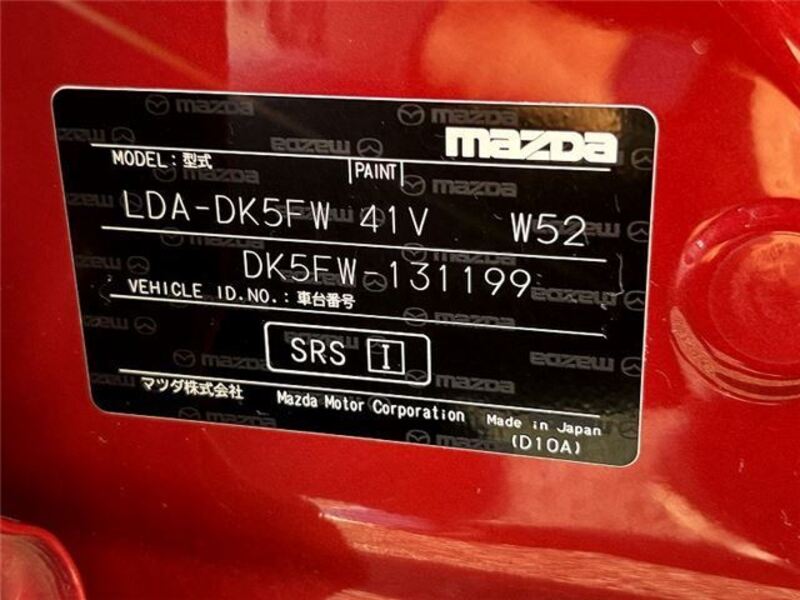 mazda
MODEL:型式 PAINT
LDA-DK5FW 41V W52
DK5FW-131199
VEHICLE ID.NO.:車台番号
SRS I
マツダ株式会社 Mazda Motor Corporation Made in Japan
(D10A)